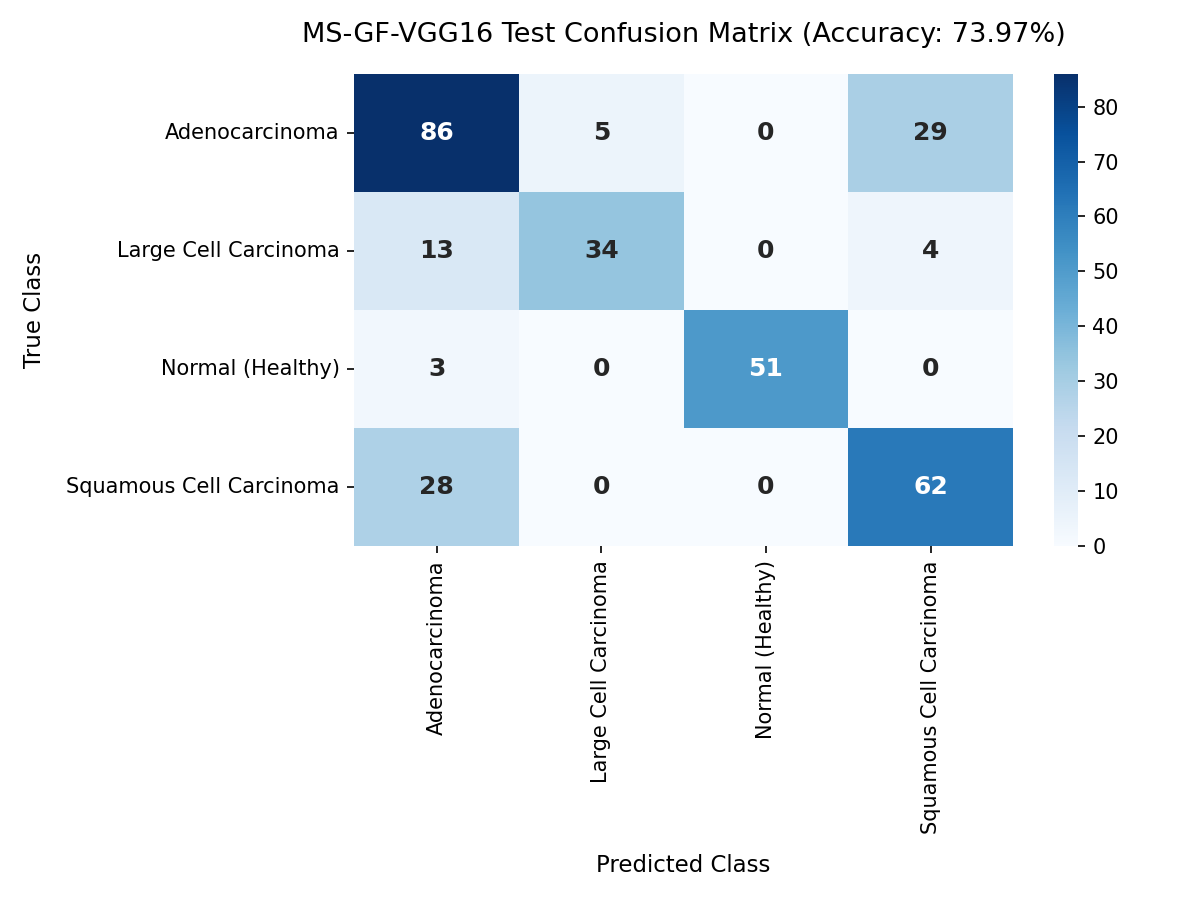 MS-GF-VGG16 Test Confusion Matrix (Accuracy: 73.97%)
True Class
Adenocarcinoma 86 5 0 29
Large Cell Carcinoma 13 34 0 4
Normal (Healthy) 3 0 51 0
Squamous Cell Carcinoma 28 0 0 62
80
70
60
50
40
30
20
10
0
Adenocarcinoma
Large Cell Carcinoma
Normal (Healthy)
Squamous Cell Carcinoma
Predicted Class